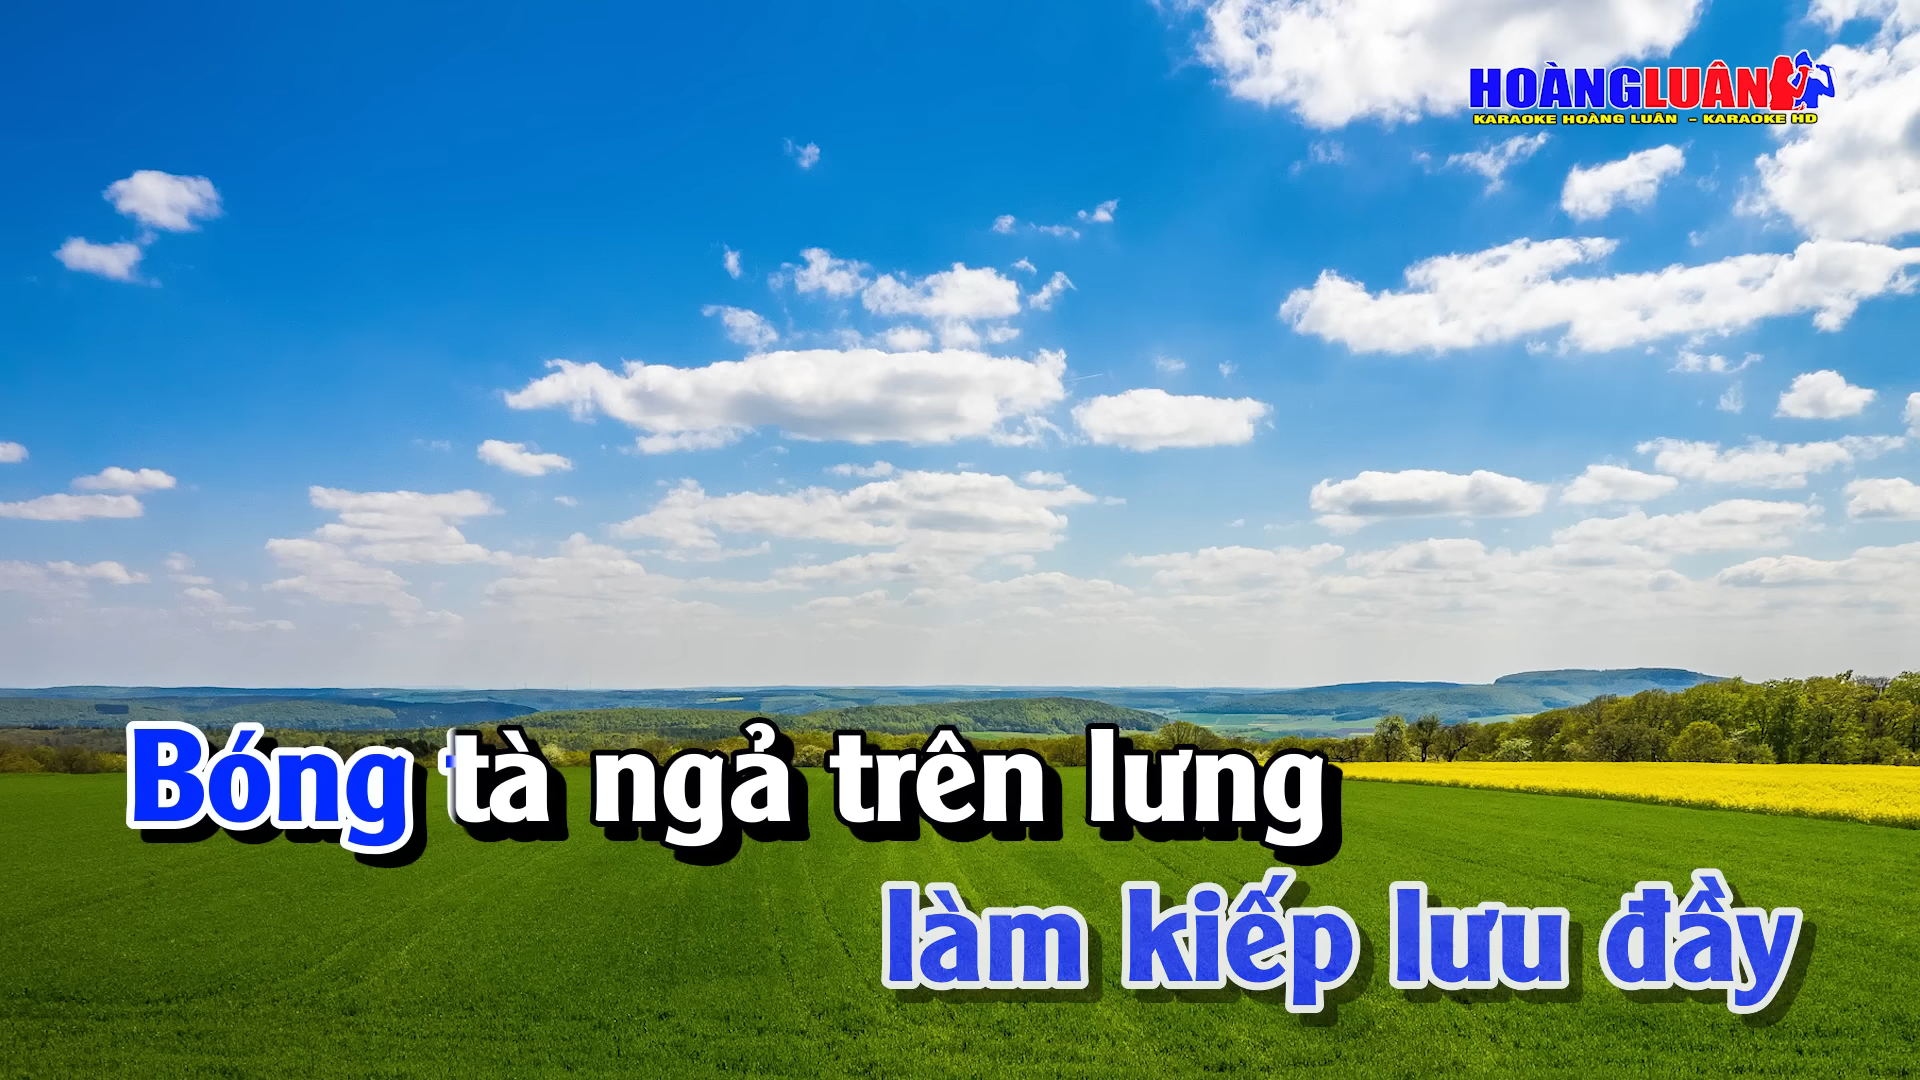 HOÀNGLUÂN
KARAOKE HOÀNG LUÂN - KARAOKE HD
Bóng tà ngả trên lưng
làm kiếp lưu đầy